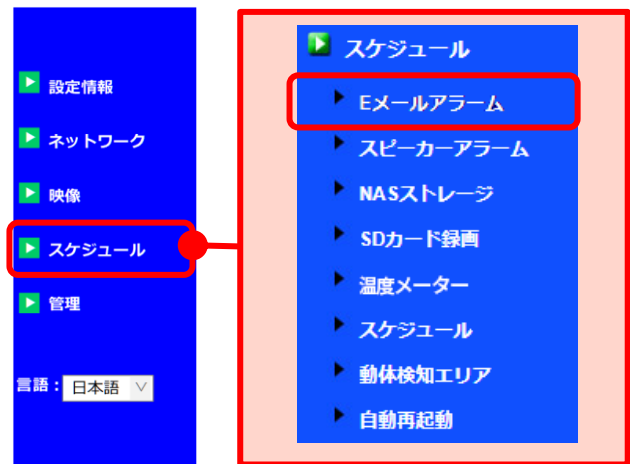 設定情報
ネットワーク
映像
スケジュール
管理
言語：日本語
スケジュール
Eメールアラーム
スピーカーアラーム
NASストレージ
SDカード録画
温度メーター
スケジュール
動体検知エリア
自動再起動